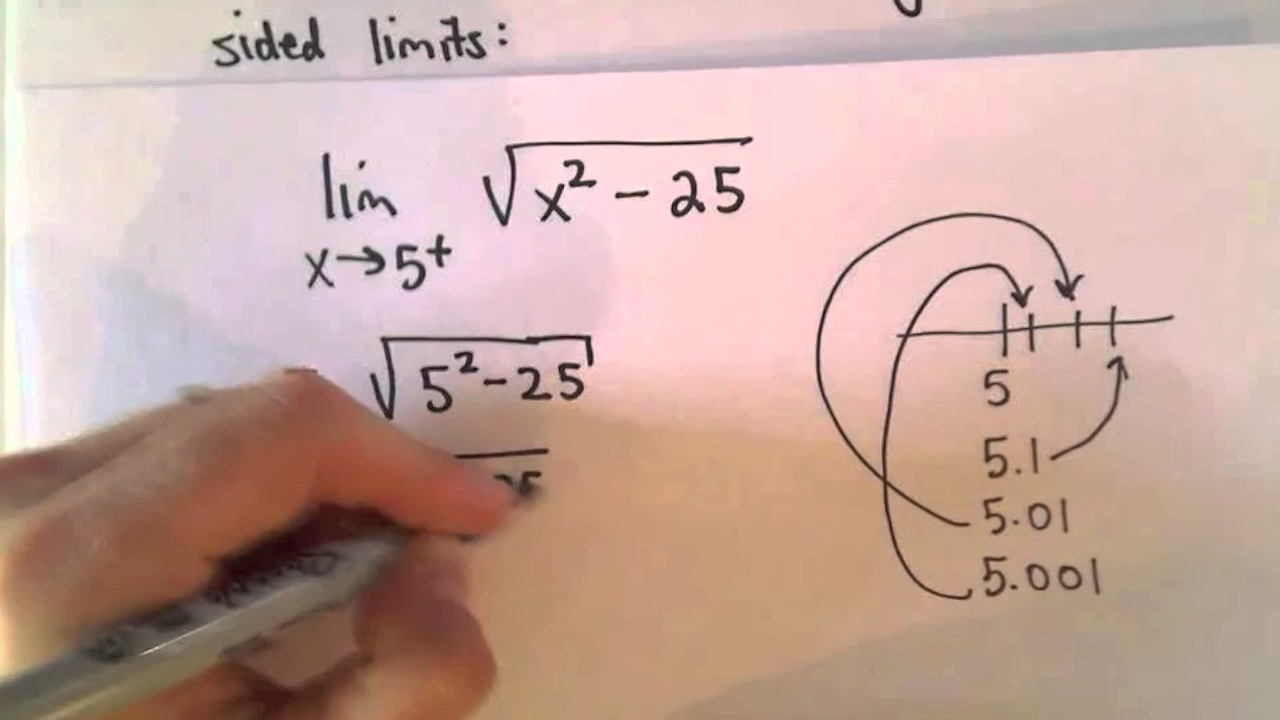 sided limits:
lim √(x² - 25)
x→5⁺
√(5² - 25)
5
5.1
5.01
5.001